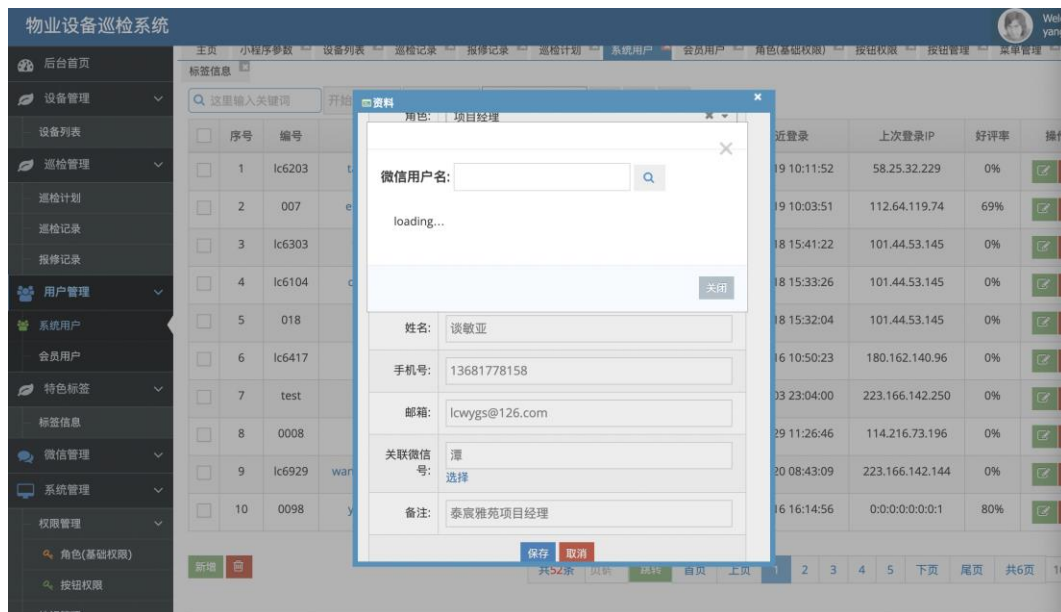 物业设备巡检系统
Wel
yang
后台首页
设备管理
设备列表
巡检管理
巡检计划
巡检记录
报修记录
用户管理
系统用户
会员用户
特色标签
标签信息
微信管理
系统管理
权限管理
角色(基础权限)
按钮权限
主页 小程序参数 设备列表 巡检记录 报修记录 巡检计划 系统用户 会员用户 角色(基础权限) 按钮权限 按钮管理 菜单管理
标签信息
这里输入关键词 开始
序号 编号 近登录 上次登录IP 好评率 操作
1 lc6203 19 10:11:52 58.25.32.229 0%
2 007 e 19 10:03:51 112.64.119.74 69%
3 lc6303 18 15:41:22 101.44.53.145 0%
4 lc6104 18 15:33:26 101.44.53.145 0%
5 018 18 15:32:04 101.44.53.145 0%
6 lc6417 16 10:50:23 180.162.140.96 0%
7 test 03 23:04:00 223.166.142.250 0%
8 0008 29 11:26:46 114.216.73.196 0%
9 lc6929 wan 20 08:43:09 223.166.142.144 0%
10 0098 y 16 16:14:56 0:0:0:0:0:0:0:1 80%
新增
共52条 页码 跳转 首页 上页 1 2 3 4 5 下页 尾页 共6页 10
资料
角色: 项目经理
微信用户名:
loading...
关闭
姓名: 谈敏亚
手机号: 13681778158
邮箱: lcwygs@126.com
关联微信号: 潭
选择
备注: 泰宸雅苑项目经理
保存 取消